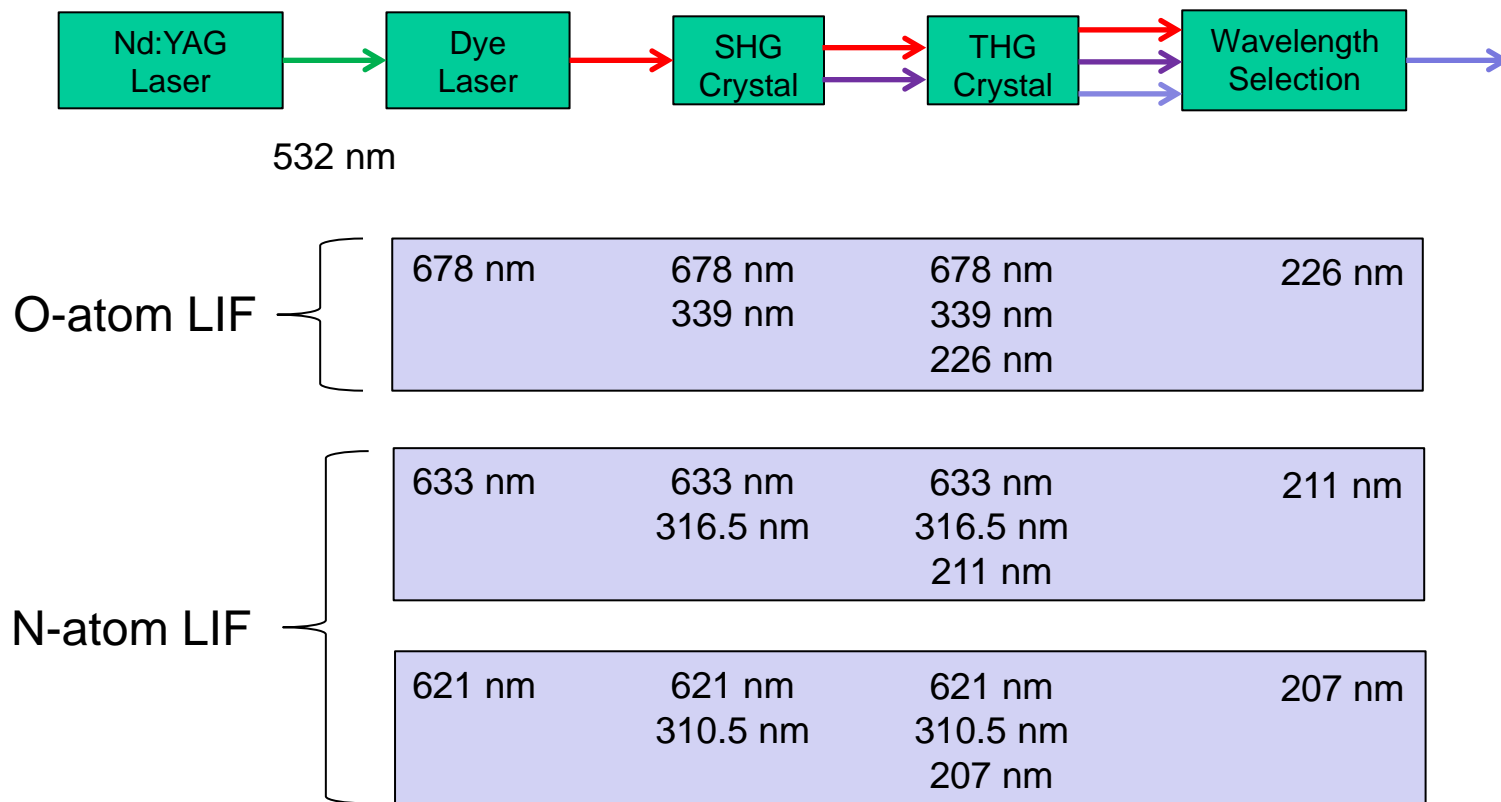 Nd:YAG
Laser
Dye
Laser
SHG
Crystal
THG
Crystal
Wavelength
Selection
532 nm
O-atom LIF
678 nm 678 nm 678 nm 226 nm
339 nm 339 nm
226 nm
N-atom LIF
633 nm 633 nm 633 nm 211 nm
316.5 nm 316.5 nm
211 nm
621 nm 621 nm 621 nm 207 nm
310.5 nm 310.5 nm
207 nm